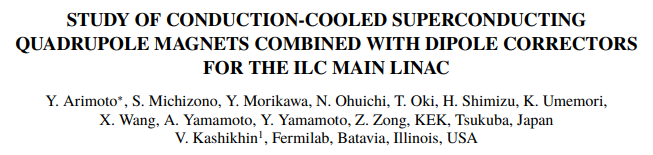 STUDY OF CONDUCTION-COOLED SUPERCONDUCTING
QUADRUPOLE MAGNETS COMBINED WITH DIPOLE CORRECTORS
FOR THE ILC MAIN LINAC
Y. Arimoto∗, S. Michizono, Y. Morikawa, N. Ohuichi, T. Oki, H. Shimizu, K. Umemori,
X. Wang, A. Yamamoto, Y. Yamamoto, Z. Zong, KEK, Tsukuba, Japan
V. Kashikhin¹, Fermilab, Batavia, Illinois, USA